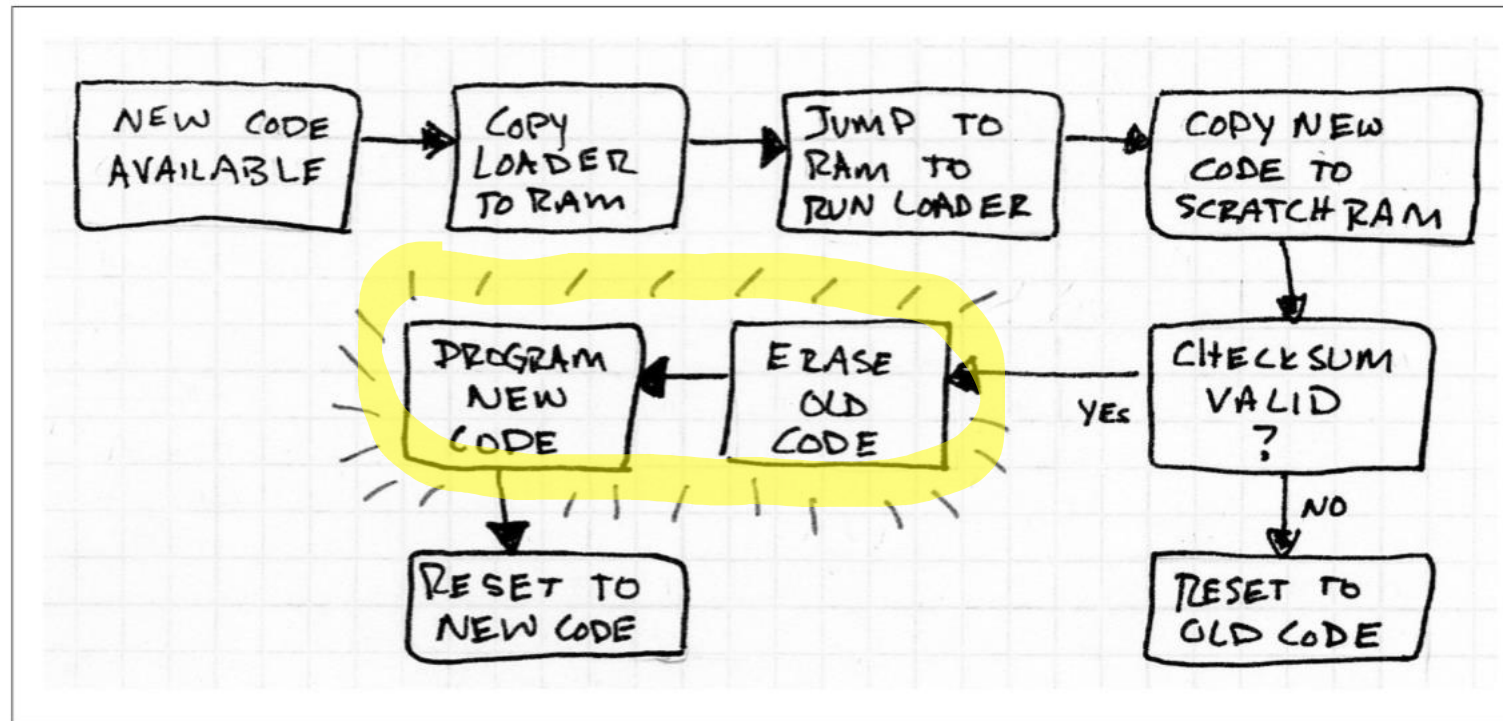 NEW CODE
AVAILABLE
COPY
LOADER
TO RAM
JUMP TO
RAM TO
RUN LOADER
COPY NEW
CODE TO
SCRATCH RAM
CHECKSUM
VALID
?
YES
NO
ERASE
OLD
CODE
PROGRAM
NEW
CODE
RESET TO
NEW CODE
RESET TO
OLD CODE